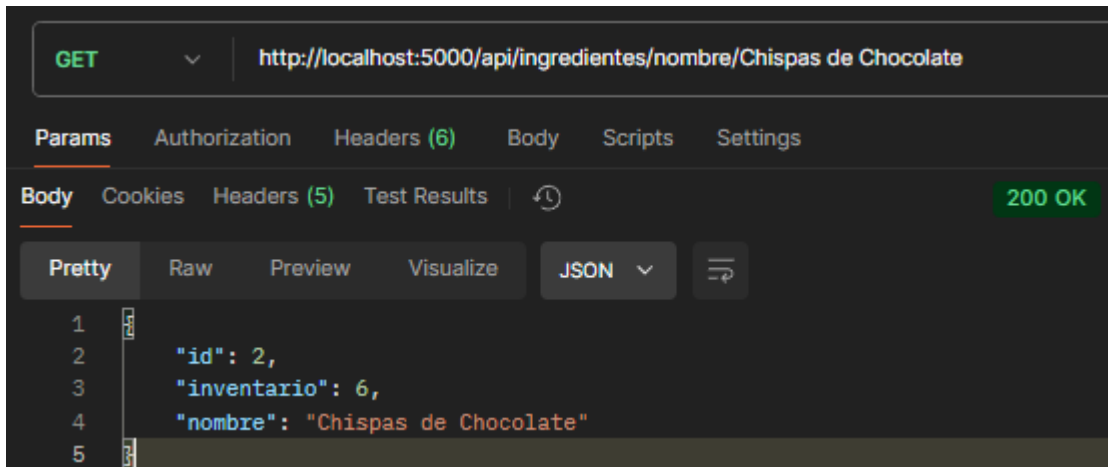 GET http://localhost:5000/api/ingredientes/nombre/Chispas de Chocolate
Params Authorization Headers (6) Body Scripts Settings
Body Cookies Headers (5) Test Results 200 OK
Pretty Raw Preview Visualize JSON
1 {
2 "id": 2,
3 "inventario": 6,
4 "nombre": "Chispas de Chocolate"
5 }